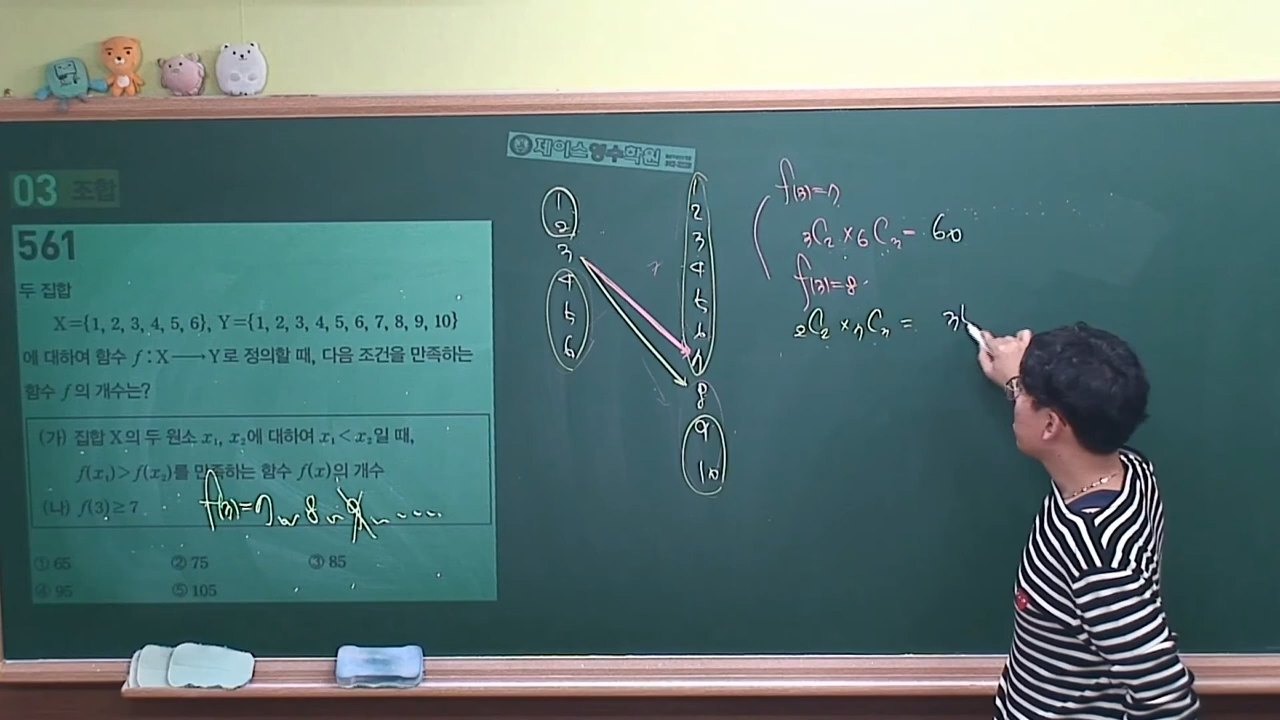 제이스영수학원
03 조합
561
두 집합
X={1, 2, 3, 4, 5, 6}, Y={1, 2, 3, 4, 5, 6, 7, 8, 9, 10}
에 대하여 함수 f : X → Y로 정의할 때, 다음 조건을 만족하는
함수 f의 개수는?
(가) 집합 X의 두 원소 x₁, x₂에 대하여 x₁<x₂일 때,
f(x₁)>f(x₂)를 만족하는 함수 f(x)의 개수
(나) f(3)≥7
f(3)=7, 8, 9, ....
① 65 ② 75 ③ 85
④ 95 ⑤ 105
1
2
3
4
5
6
1
2
3
4
5
6
7
8
9
10
f(3)=7
₃C₂×₆C₃= 60
f(3)=8
₂C₂×₇C₃ = 3